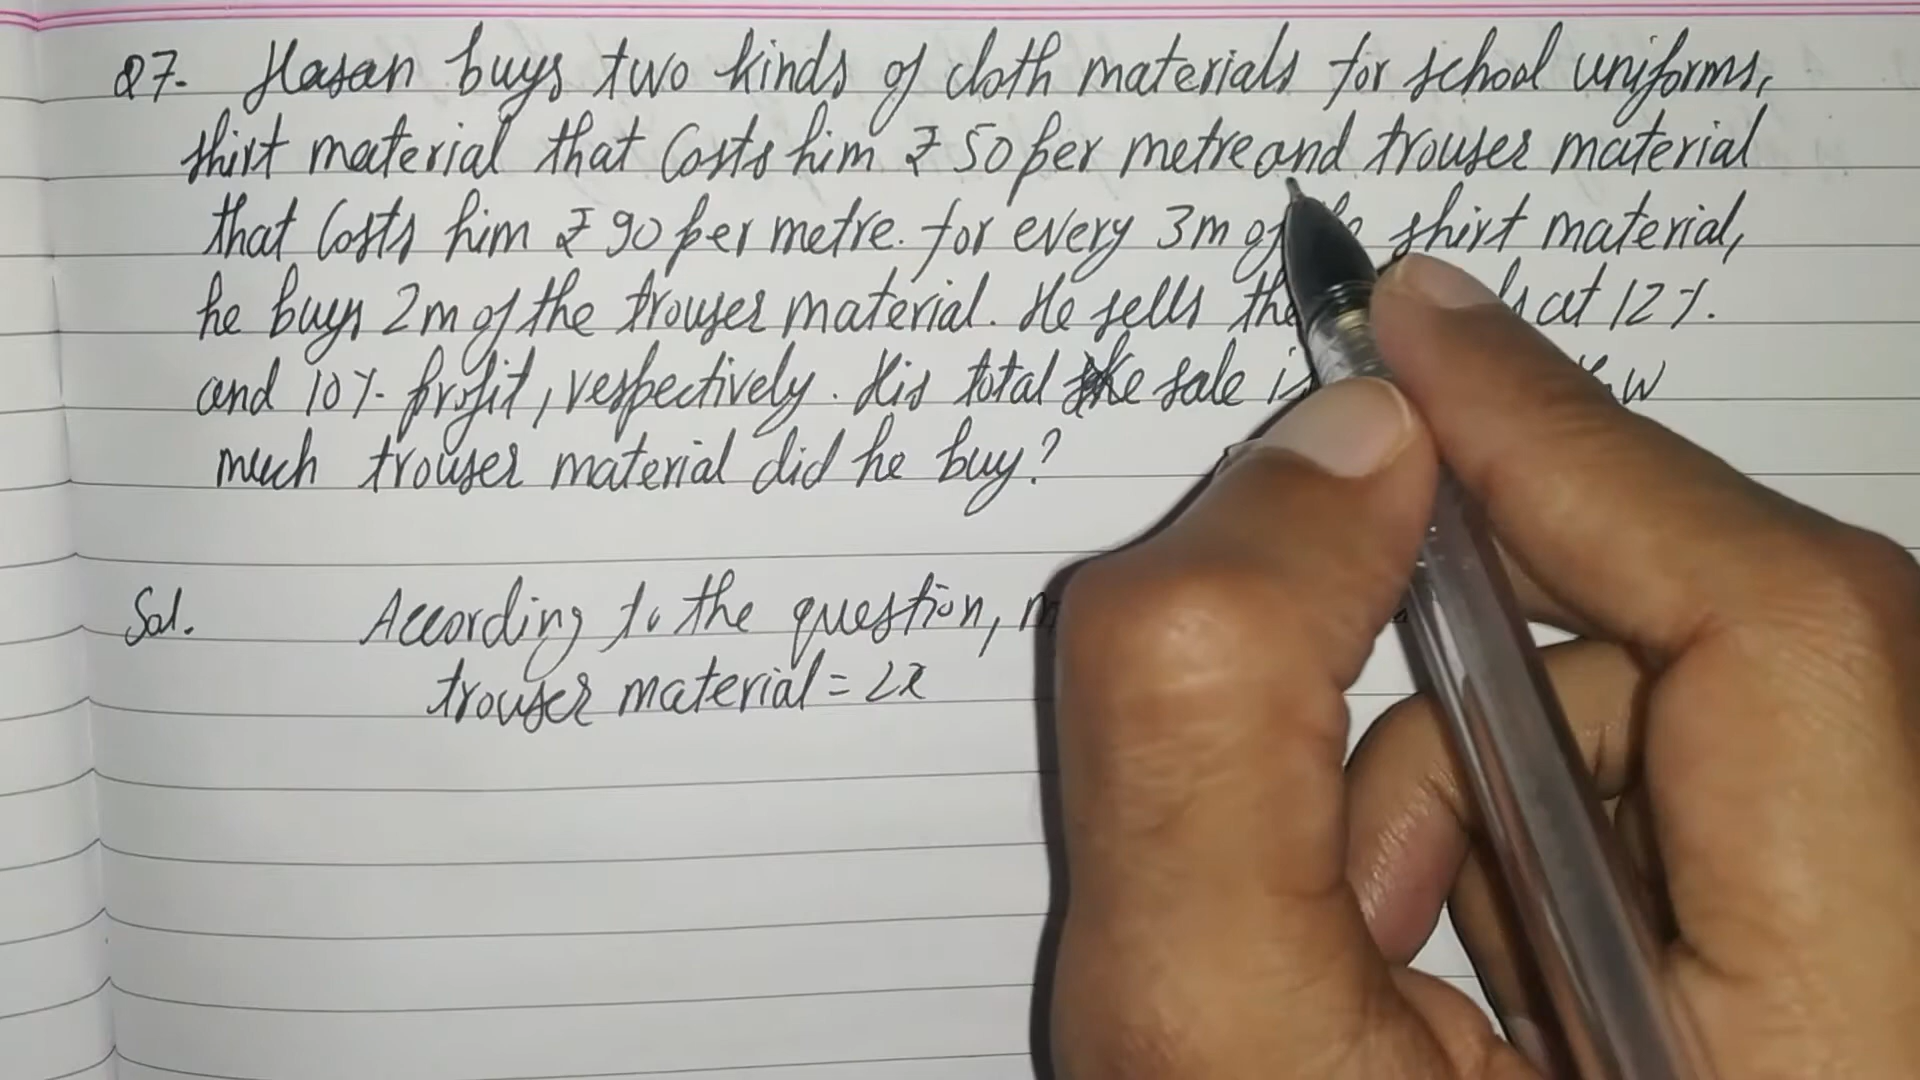 Q7- Hasan buys two kinds of cloth materials for school uniforms,
shirt material that Costs him ₹ 50 per metre and trouser material
that Costs him ₹ 90 per metre. for every 3m of shirt material,
he buys 2m of the trouser material. He sells the at 12%.
and 10%. profit, respectively. His total sale is
much trouser material did he buy?
Sol. According to the question,
trouser material = 2x